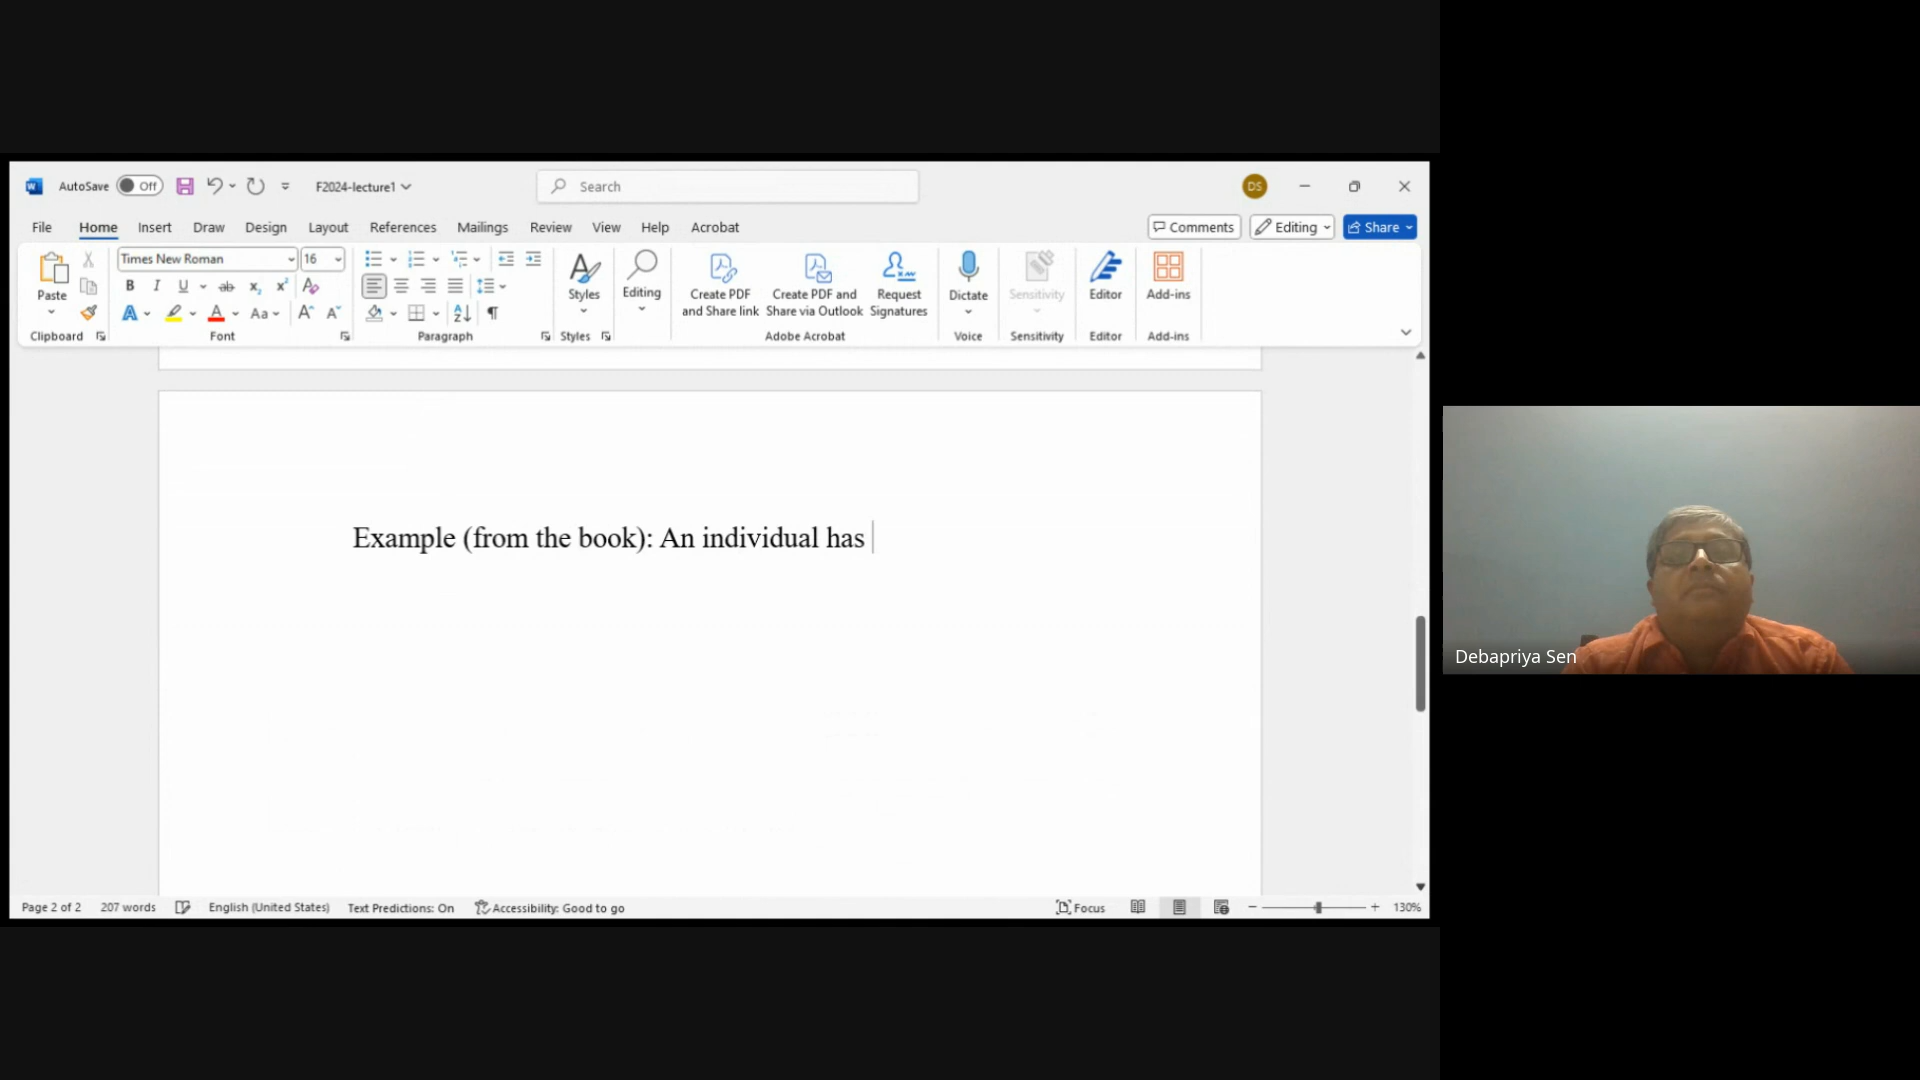 AutoSave Off F2024-lecture1 Search DS
File Home Insert Draw Design Layout References Mailings Review View Help Acrobat Comments Editing Share
Times New Roman 16
Paste
B I U ab x₂ x² A
A A Aa A A
Styles
Editing
Create PDF and Share link
Create PDF and Share via Outlook
Request Signatures
Dictate
Sensitivity
Editor
Add-ins
Clipboard Font Paragraph Styles Adobe Acrobat Voice Sensitivity Editor Add-ins
Example (from the book): An individual has
Debapriya Sen
Page 2 of 2 207 words English (United States) Text Predictions: On Accessibility: Good to go Focus 130%